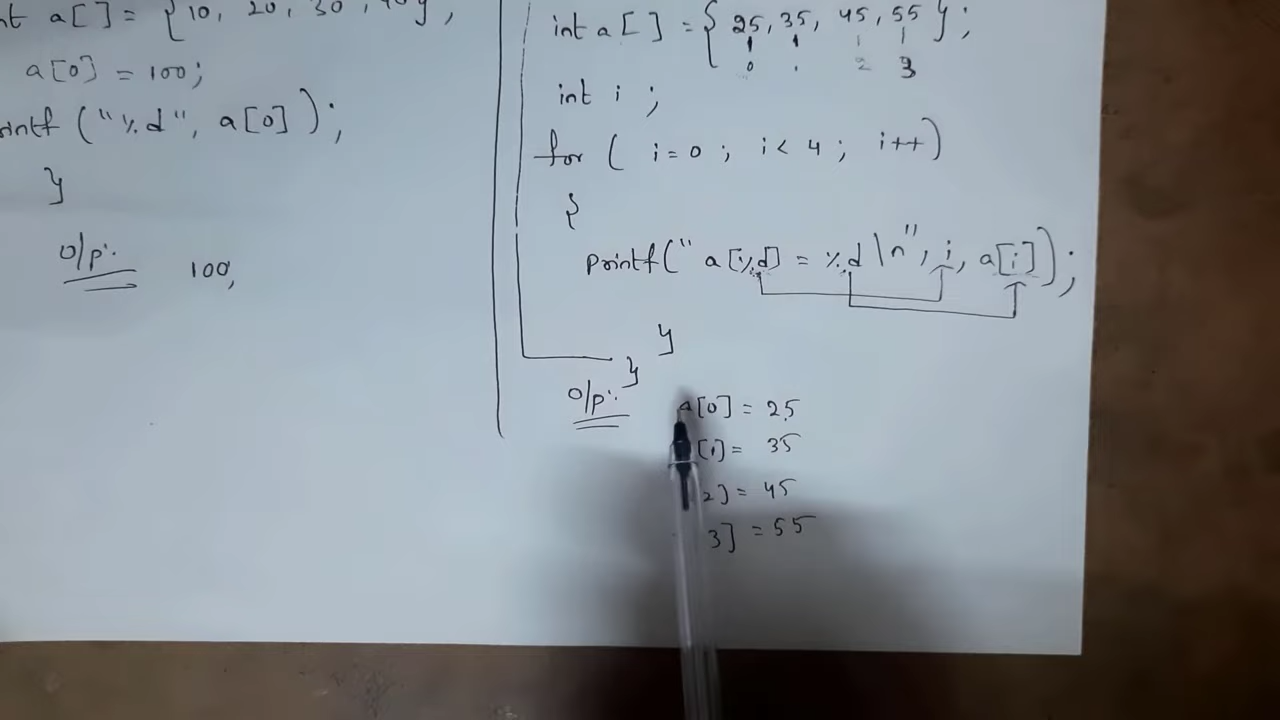 nt a[] = {10, 20, 30, 40},
a[0] = 100;
rintf ("%d", a[0]);
}
O/p:
100,
int a[ ] = { 25, 35, 45, 55 };
0 . 2 3
int i ;
for ( i=0 ; i< 4 ; i++)
{
printf(" a[%d] = %d \n", i, a[i]);
}
}
O/p:
a[0] = 25
[1] = 35
2] = 45
3] = 55